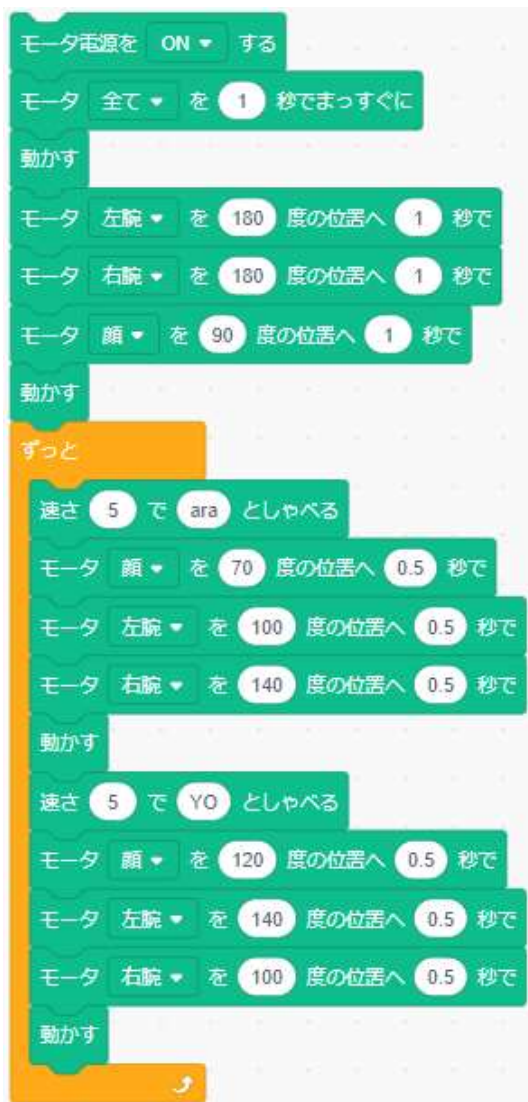 モータ電源を ON する
モータ 全て を 1 秒でまっすぐに
動かす
モータ 左腕 を 180 度の位置へ 1 秒で
モータ 右腕 を 180 度の位置へ 1 秒で
モータ 顔 を 90 度の位置へ 1 秒で
動かす
ずっと
速さ 5 で ara としゃべる
モータ 顔 を 70 度の位置へ 0.5 秒で
モータ 左腕 を 100 度の位置へ 0.5 秒で
モータ 右腕 を 140 度の位置へ 0.5 秒で
動かす
速さ 5 で YO としゃべる
モータ 顔 を 120 度の位置へ 0.5 秒で
モータ 左腕 を 140 度の位置へ 0.5 秒で
モータ 右腕 を 100 度の位置へ 0.5 秒で
動かす